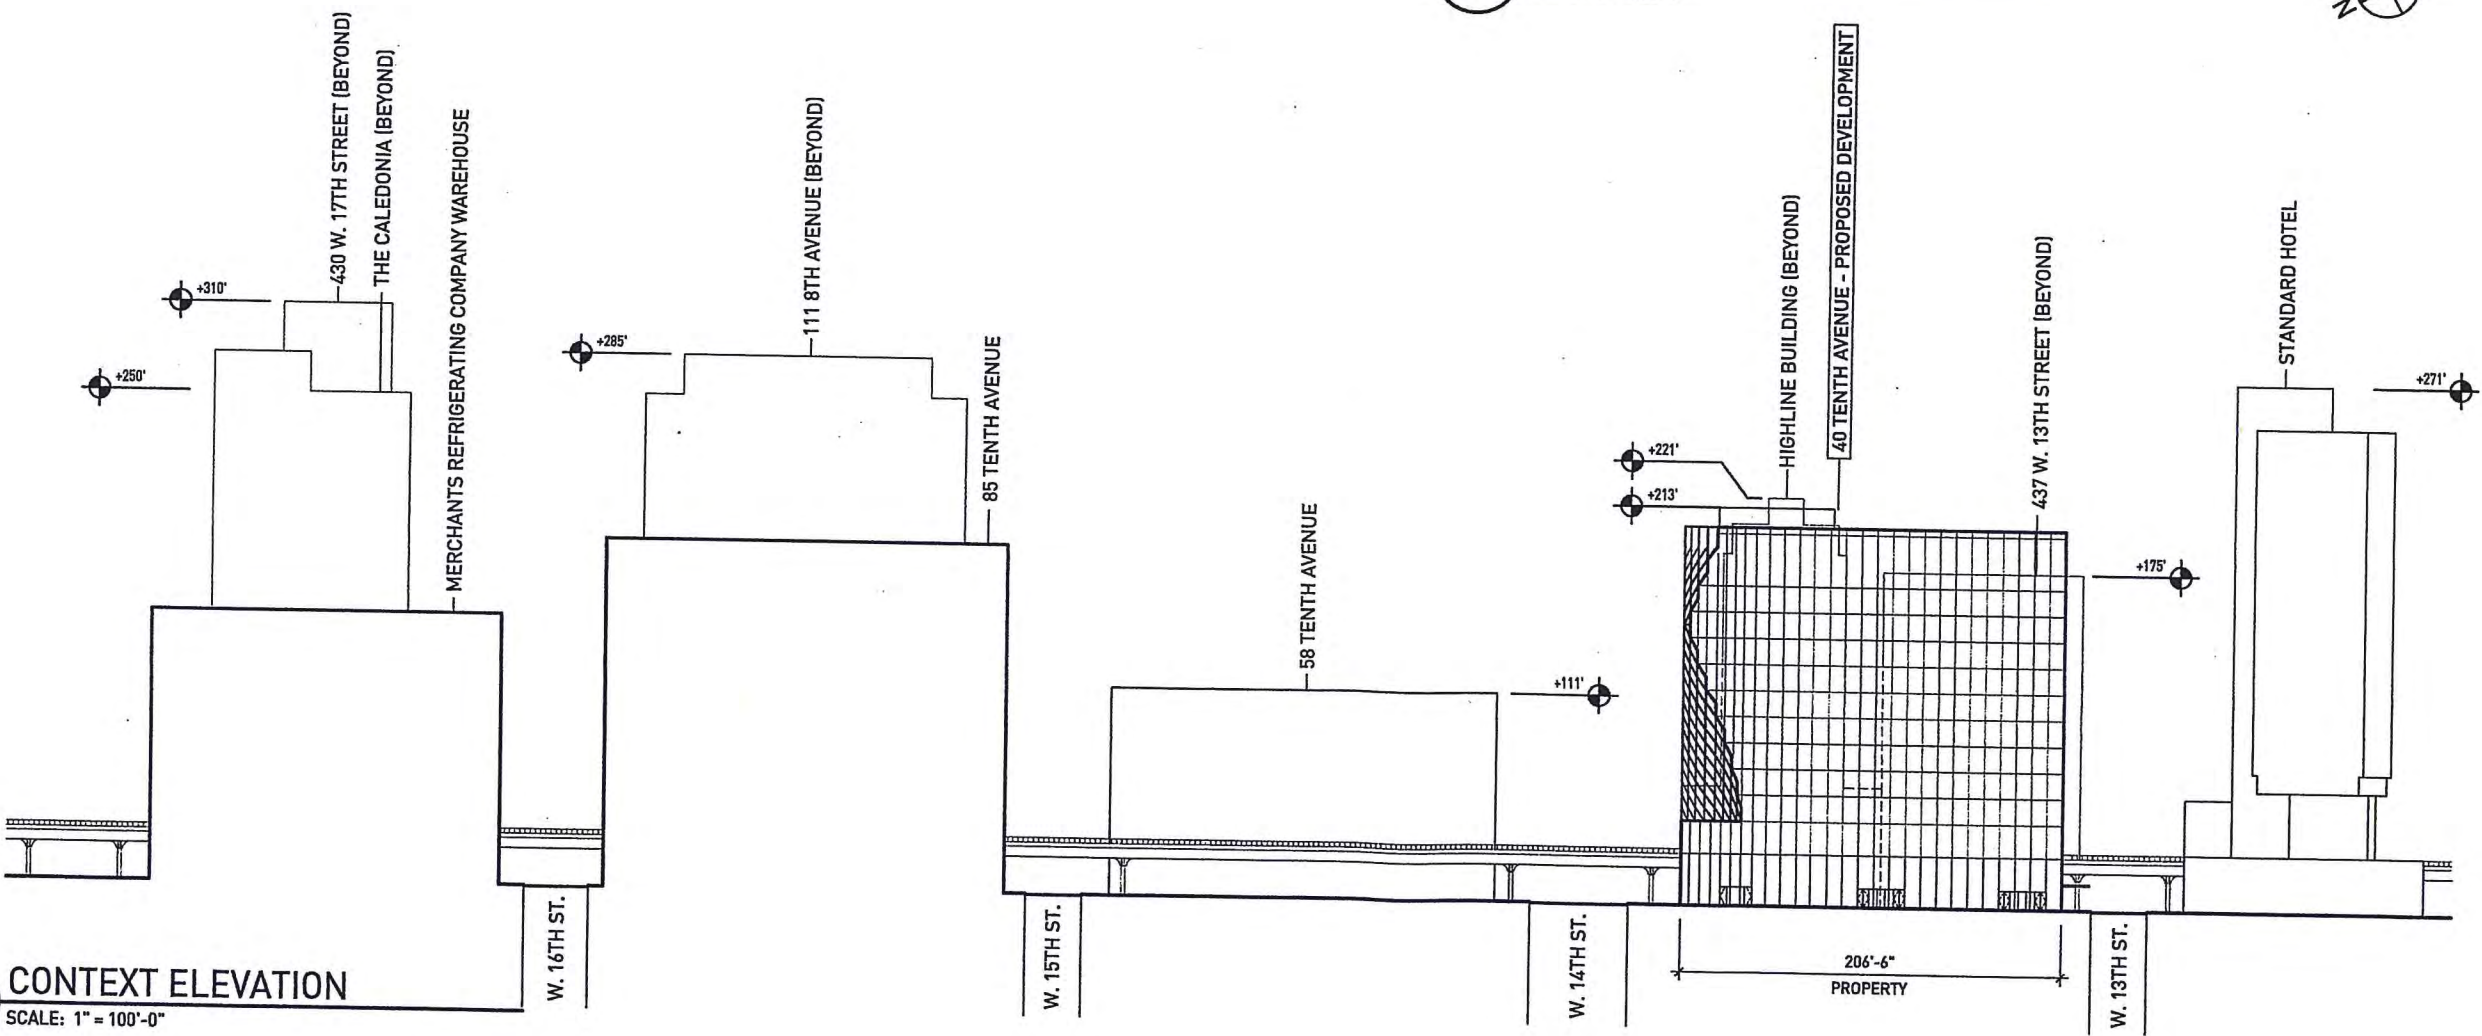 N
430 W. 17TH STREET (BEYOND)
THE CALEDONIA (BEYOND)
MERCHANTS REFRIGERATING COMPANY WAREHOUSE
111 8TH AVENUE (BEYOND)
85 TENTH AVENUE
58 TENTH AVENUE
HIGHLINE BUILDING (BEYOND)
40 TENTH AVENUE - PROPOSED DEVELOPMENT
437 W. 13TH STREET (BEYOND)
STANDARD HOTEL
+310'
+250'
+285'
+111'
+221'
+213'
+175'
+271'
W. 16TH ST.
W. 15TH ST.
W. 14TH ST.
W. 13TH ST.
206'-6"
PROPERTY
CONTEXT ELEVATION
SCALE: 1" = 100'-0"